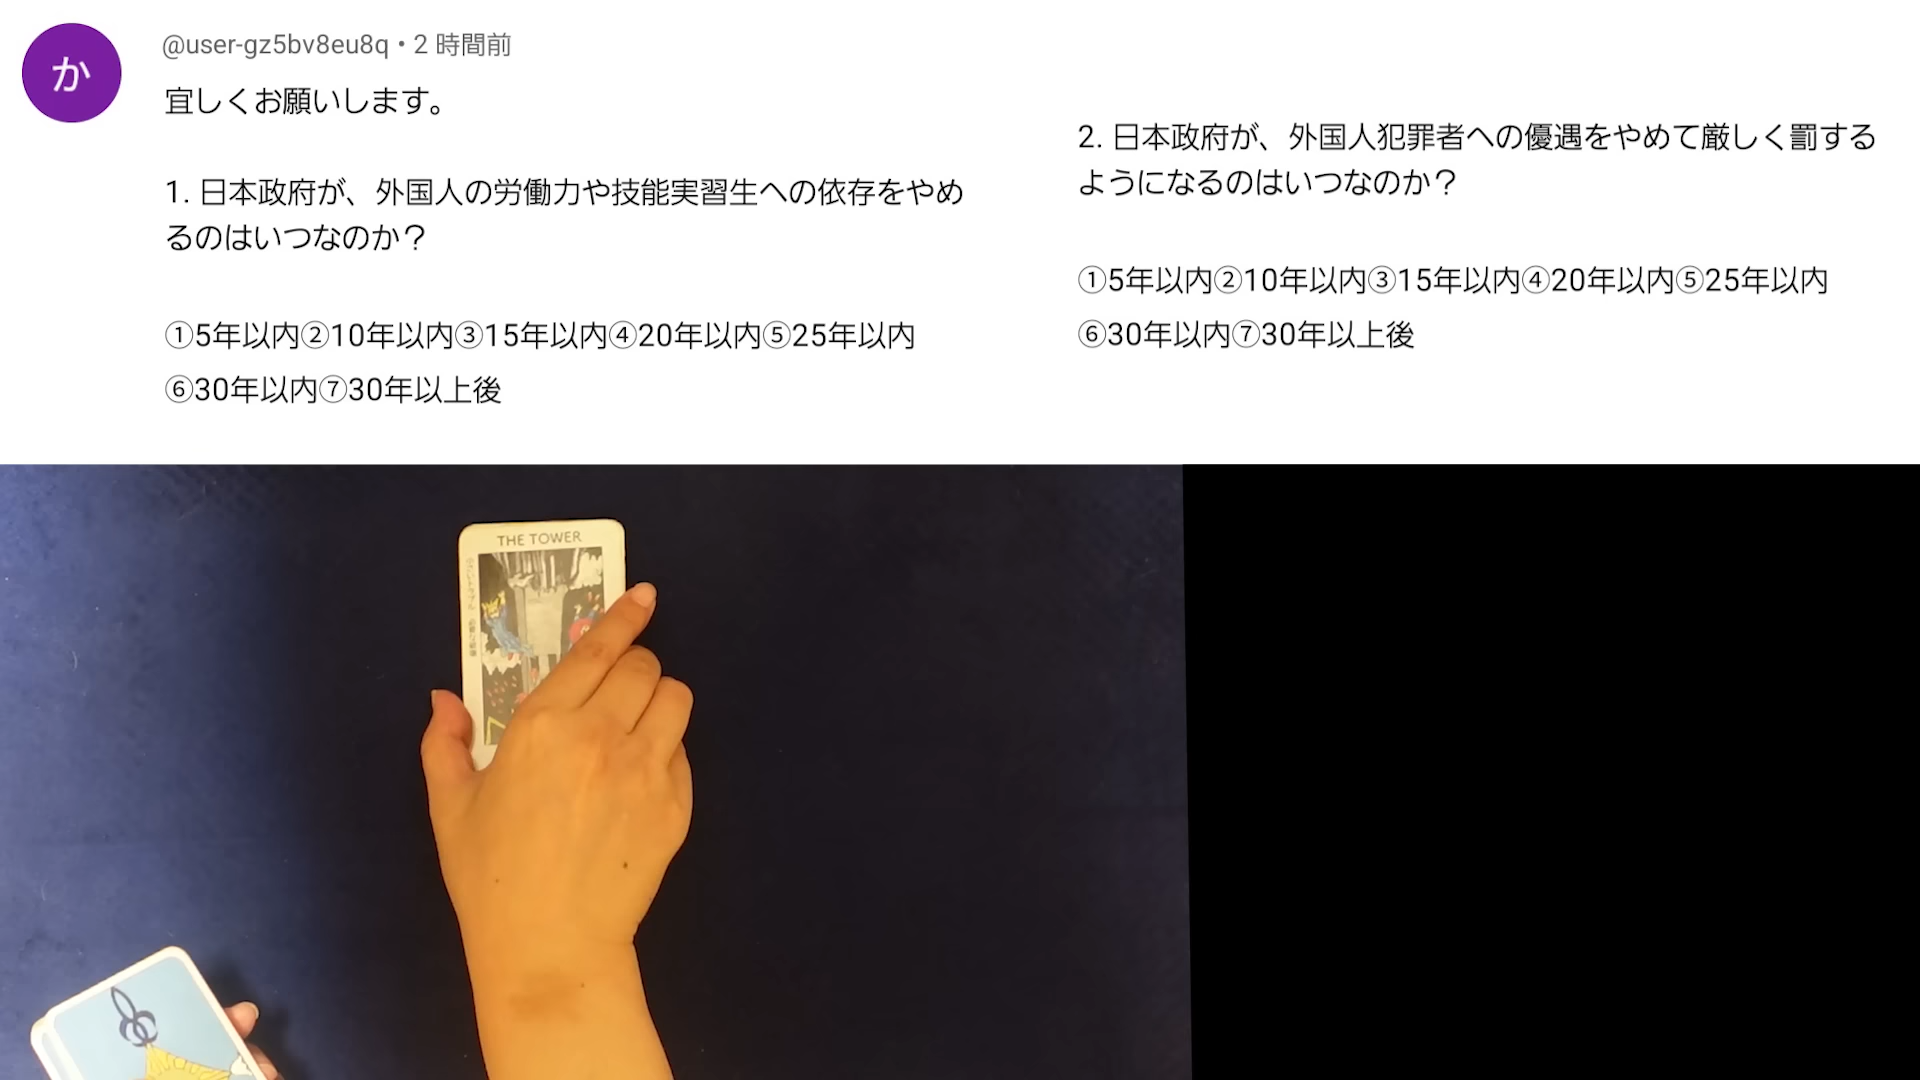 か
@user-gz5bv8eu8q・2 時間前
宜しくお願いします。
1. 日本政府が、外国人の労働力や技能実習生への依存をやめ
るのはいつなのか？
①5年以内②10年以内③15年以内④20年以内⑤25年以内
⑥30年以内⑦30年以上後
2. 日本政府が、外国人犯罪者への優遇をやめて厳しく罰する
ようになるのはいつなのか？
①5年以内②10年以内③15年以内④20年以内⑤25年以内
⑥30年以内⑦30年以上後
THE TOWER